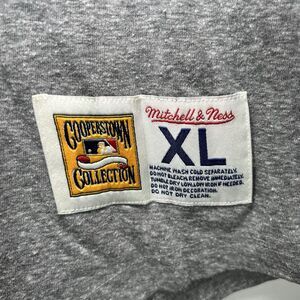 COOPERSTOWN
COLLECTION
Mitchell & Ness
XL
MACHINE WASH COLD SEPARATELY.
DO NOT BLEACH. REMOVE IMMEDIATELY.
TUMBLE DRY LOW. LOW IRON IF NEEDED.
DO NOT IRON DECORATION.
DO NOT DRY CLEAN.